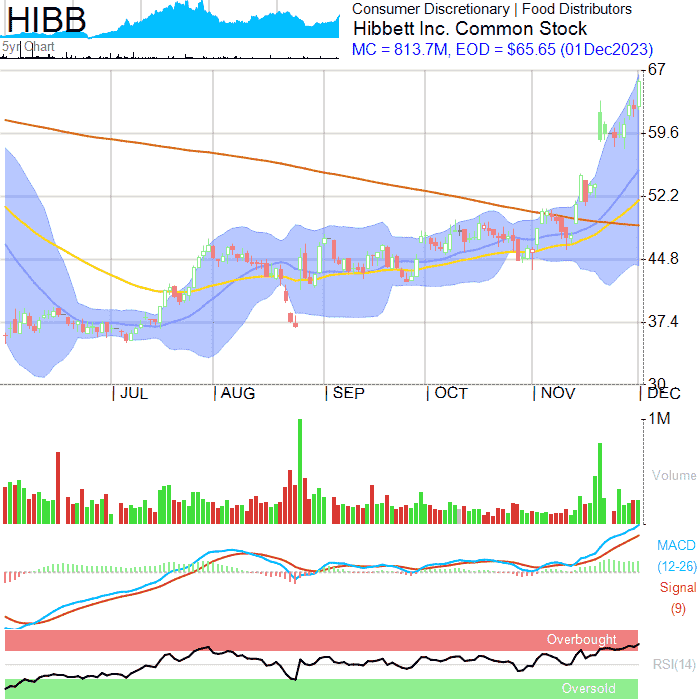 HIBB
5yr Chart
Consumer Discretionary | Food Distributors
Hibbett Inc. Common Stock
MC = 813.7M, EOD = $65.65 (01Dec2023)
67
59.6
52.2
44.8
37.4
30
JUL AUG SEP OCT NOV DEC
1M
Volume
MACD
(12-26)
Signal
(9)
Overbought
RSI(14)
Oversold